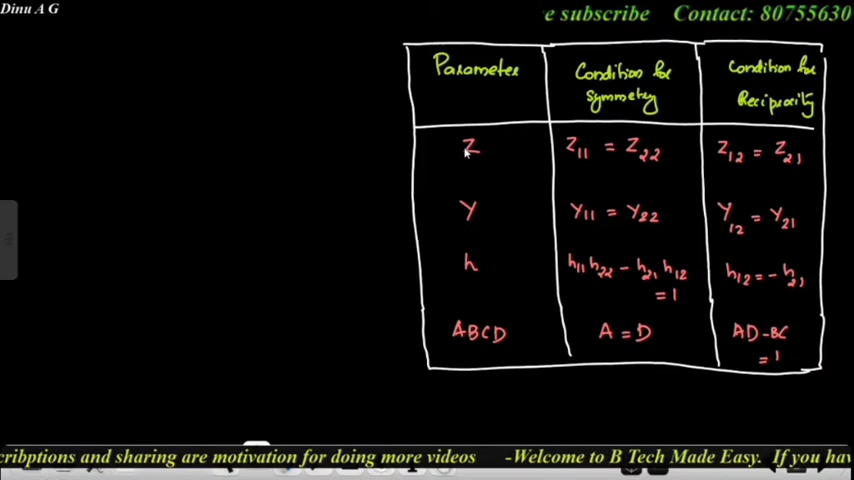 Dinu A G
e subscribe Contact: 80755630
Parameter
Condition for
Symmetry
Condition for
Reciprocity
Z
Z11 = Z22
Z12 = Z21
Y
Y11 = Y22
Y12 = Y21
h
h11 h22 - h21 h12
= 1
h12 = - h21
ABCD
A = D
AD - BC
= 1
cribptions and sharing are motivation for doing more videos -Welcome to B Tech Made Easy. If you hav